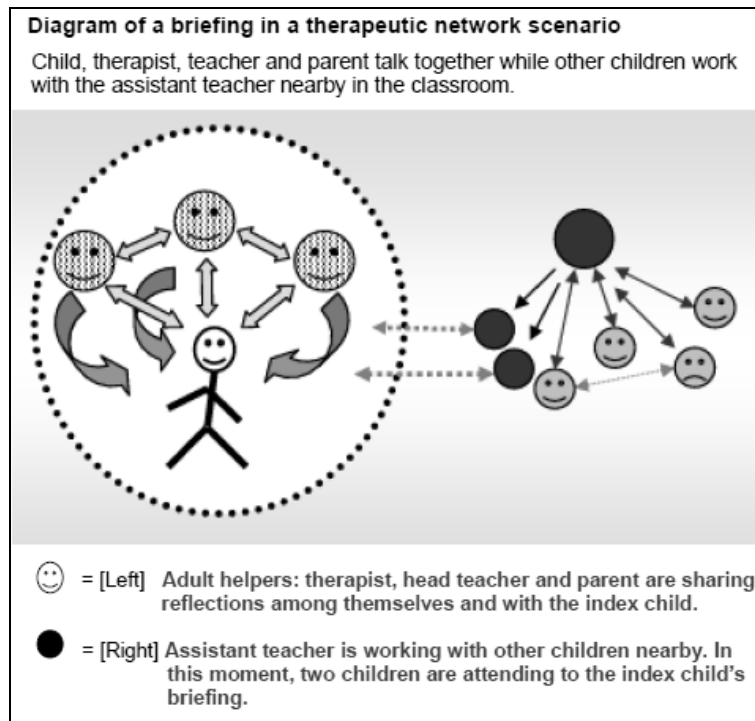 Diagram of a briefing in a therapeutic network scenario
Child, therapist, teacher and parent talk together while other children work
with the assistant teacher nearby in the classroom.
= [Left] Adult helpers: therapist, head teacher and parent are sharing
reflections among themselves and with the index child.
= [Right] Assistant teacher is working with other children nearby. In
this moment, two children are attending to the index child's
briefing.